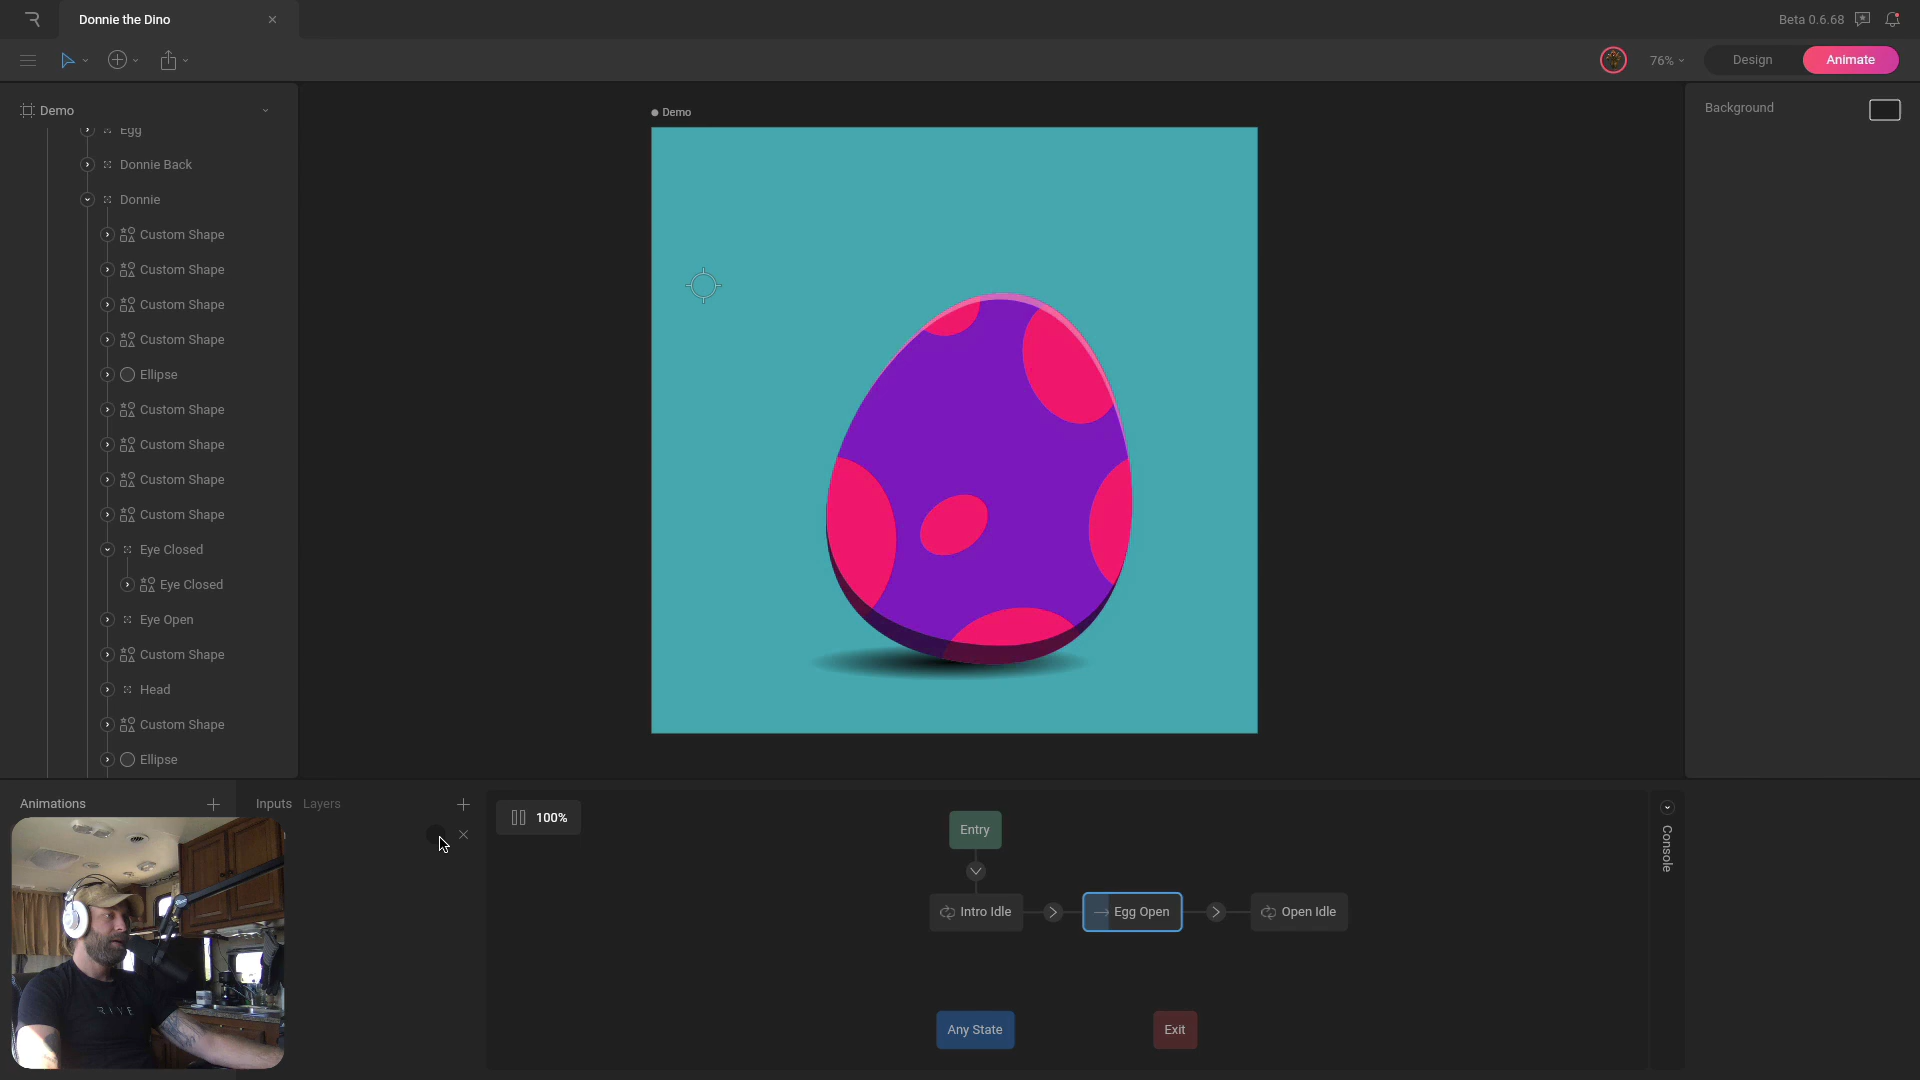 Donnie the Dino
Beta 0.6.68
76%
Design
Animate
Demo
Egg
Donnie Back
Donnie
Custom Shape
Custom Shape
Custom Shape
Custom Shape
Ellipse
Custom Shape
Custom Shape
Custom Shape
Custom Shape
Eye Closed
Eye Closed
Eye Open
Custom Shape
Head
Custom Shape
Ellipse
Demo
Background
Animations
Inputs Layers
100%
Entry
Intro Idle
Egg Open
Open Idle
Any State
Exit
Console
RIVE